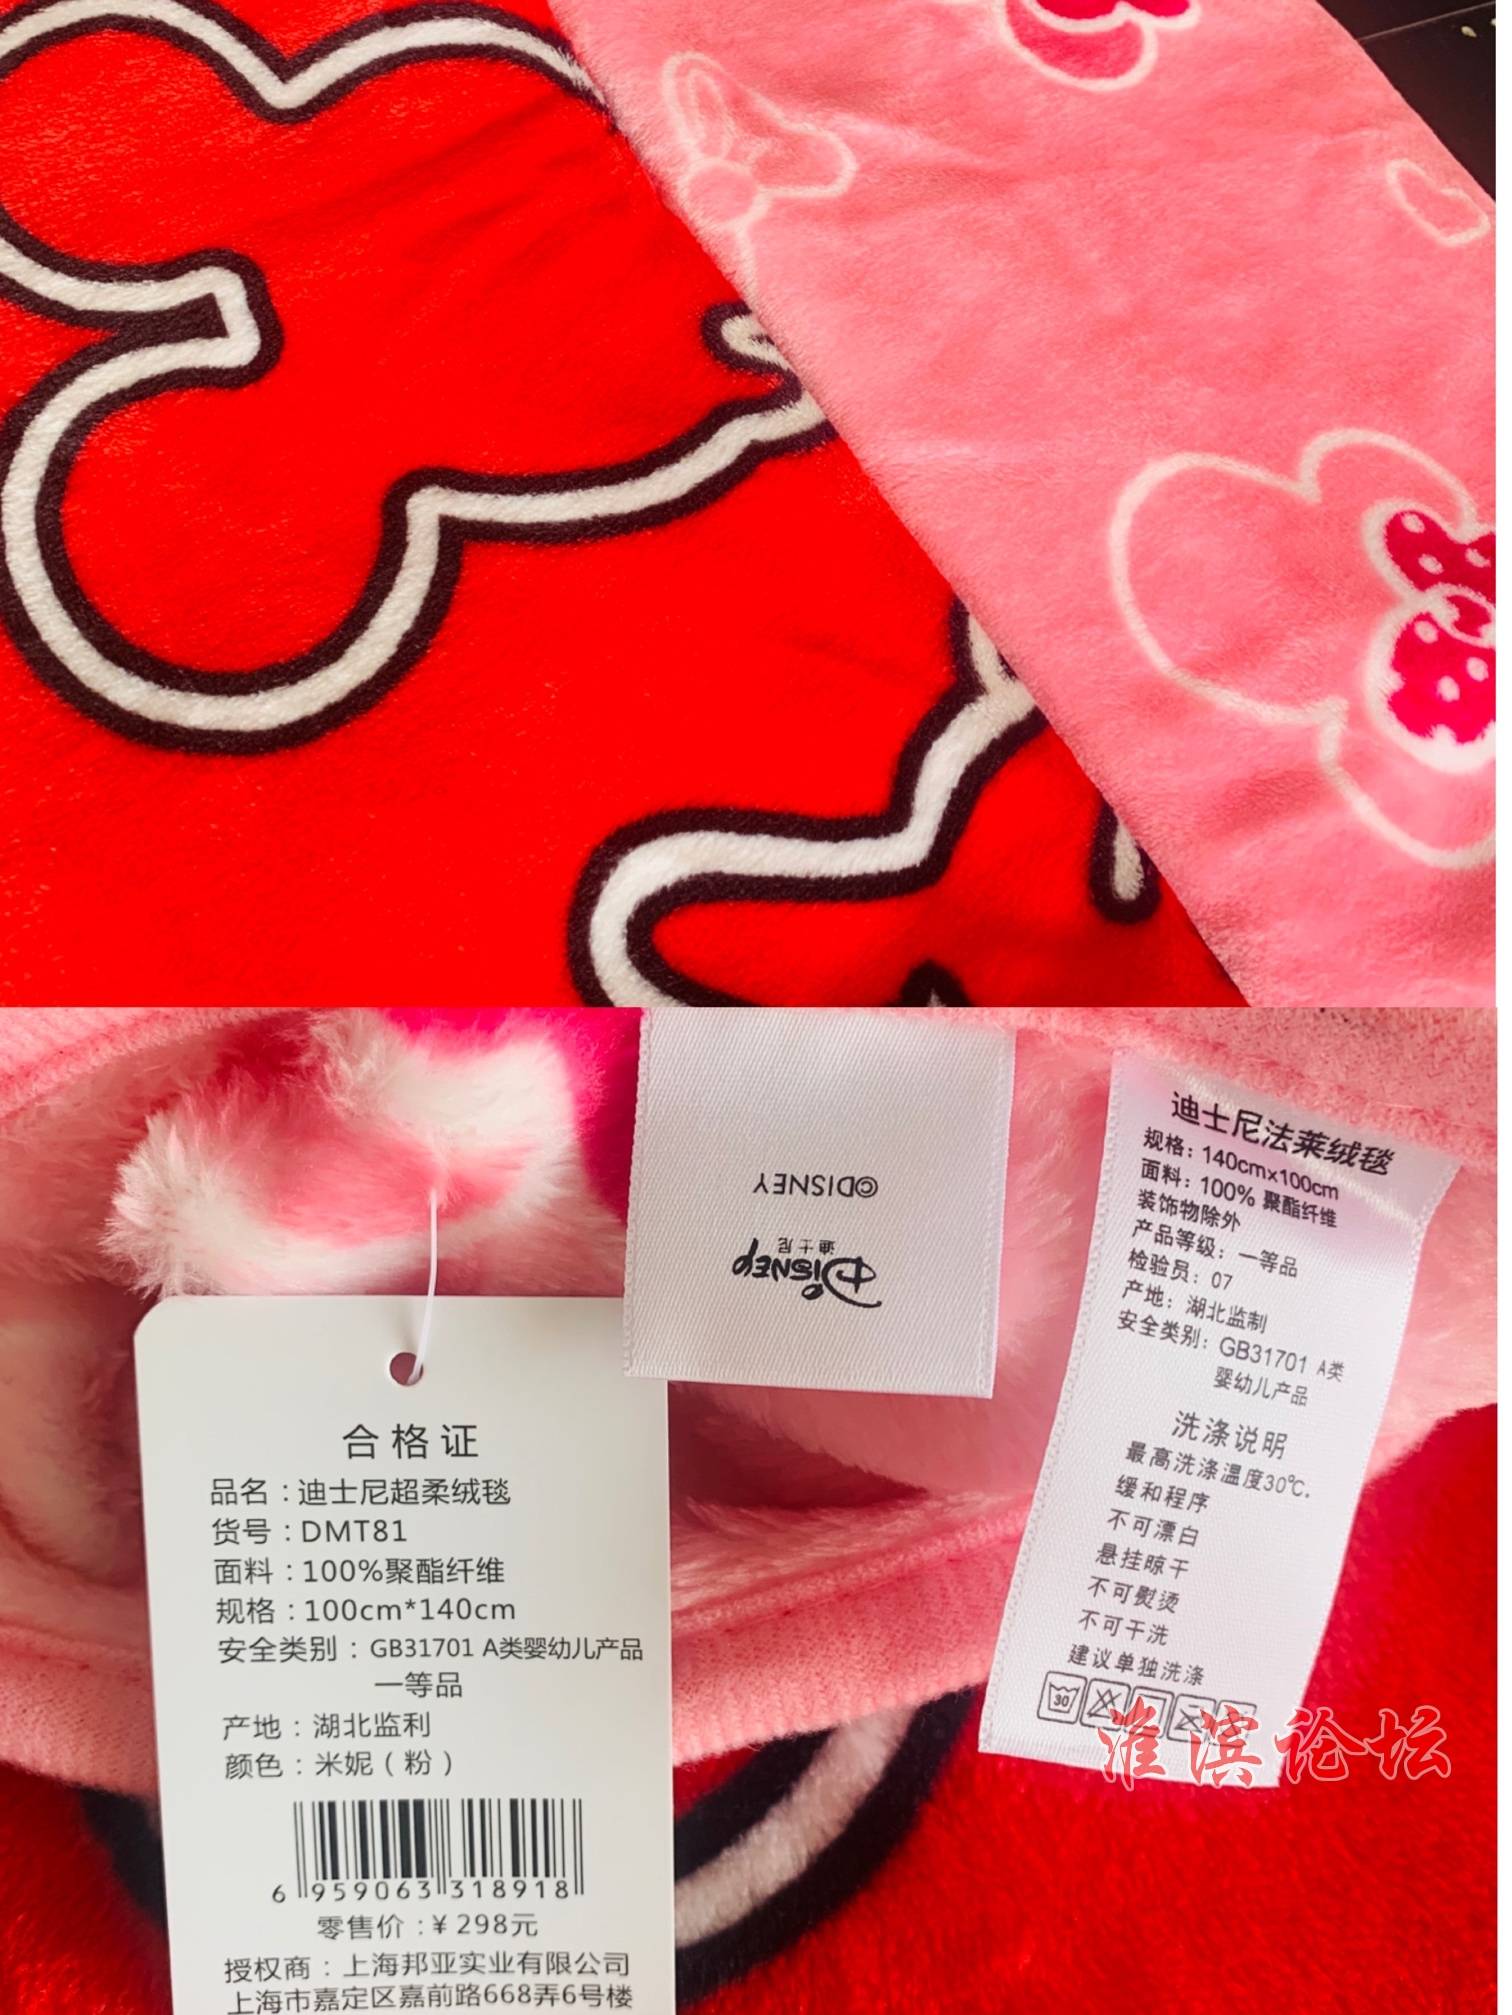 ©DISNEY
迪士尼
DISNEY
迪士尼法莱绒毯
规格：140cmx100cm
面料：100% 聚酯纤维
装饰物除外
产品等级：一等品
检验员：07
产地：湖北监制
安全类别：GB31701 A类
婴幼儿产品
洗涤说明
最高洗涤温度30℃.
缓和程序
不可漂白
悬挂晾干
不可熨烫
不可干洗
建议单独洗涤
30
合格证
品名：迪士尼超柔绒毯
货号：DMT81
面料：100%聚酯纤维
规格：100cm*140cm
安全类别：GB31701 A类婴幼儿产品
一等品
产地：湖北监利
颜色：米妮（粉）
6 959063 318918
零售价：¥298元
授权商：上海邦亚实业有限公司
上海市嘉定区嘉前路668弄6号楼
淮滨论坛